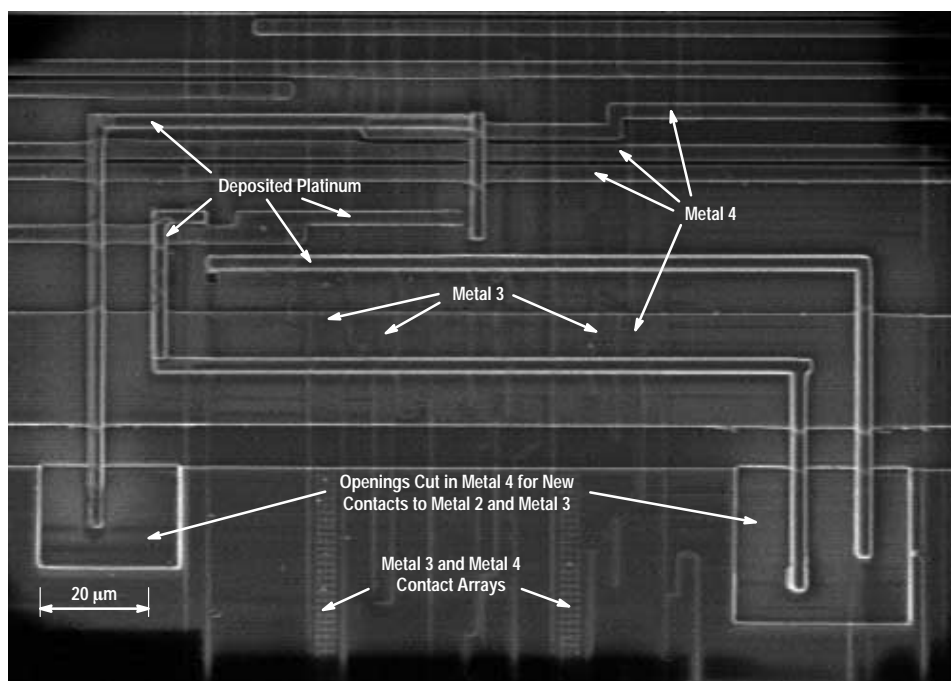 Deposited Platinum
Metal 4
Metal 3
Openings Cut in Metal 4 for New
Contacts to Metal 2 and Metal 3
Metal 3 and Metal 4
Contact Arrays
20 μm